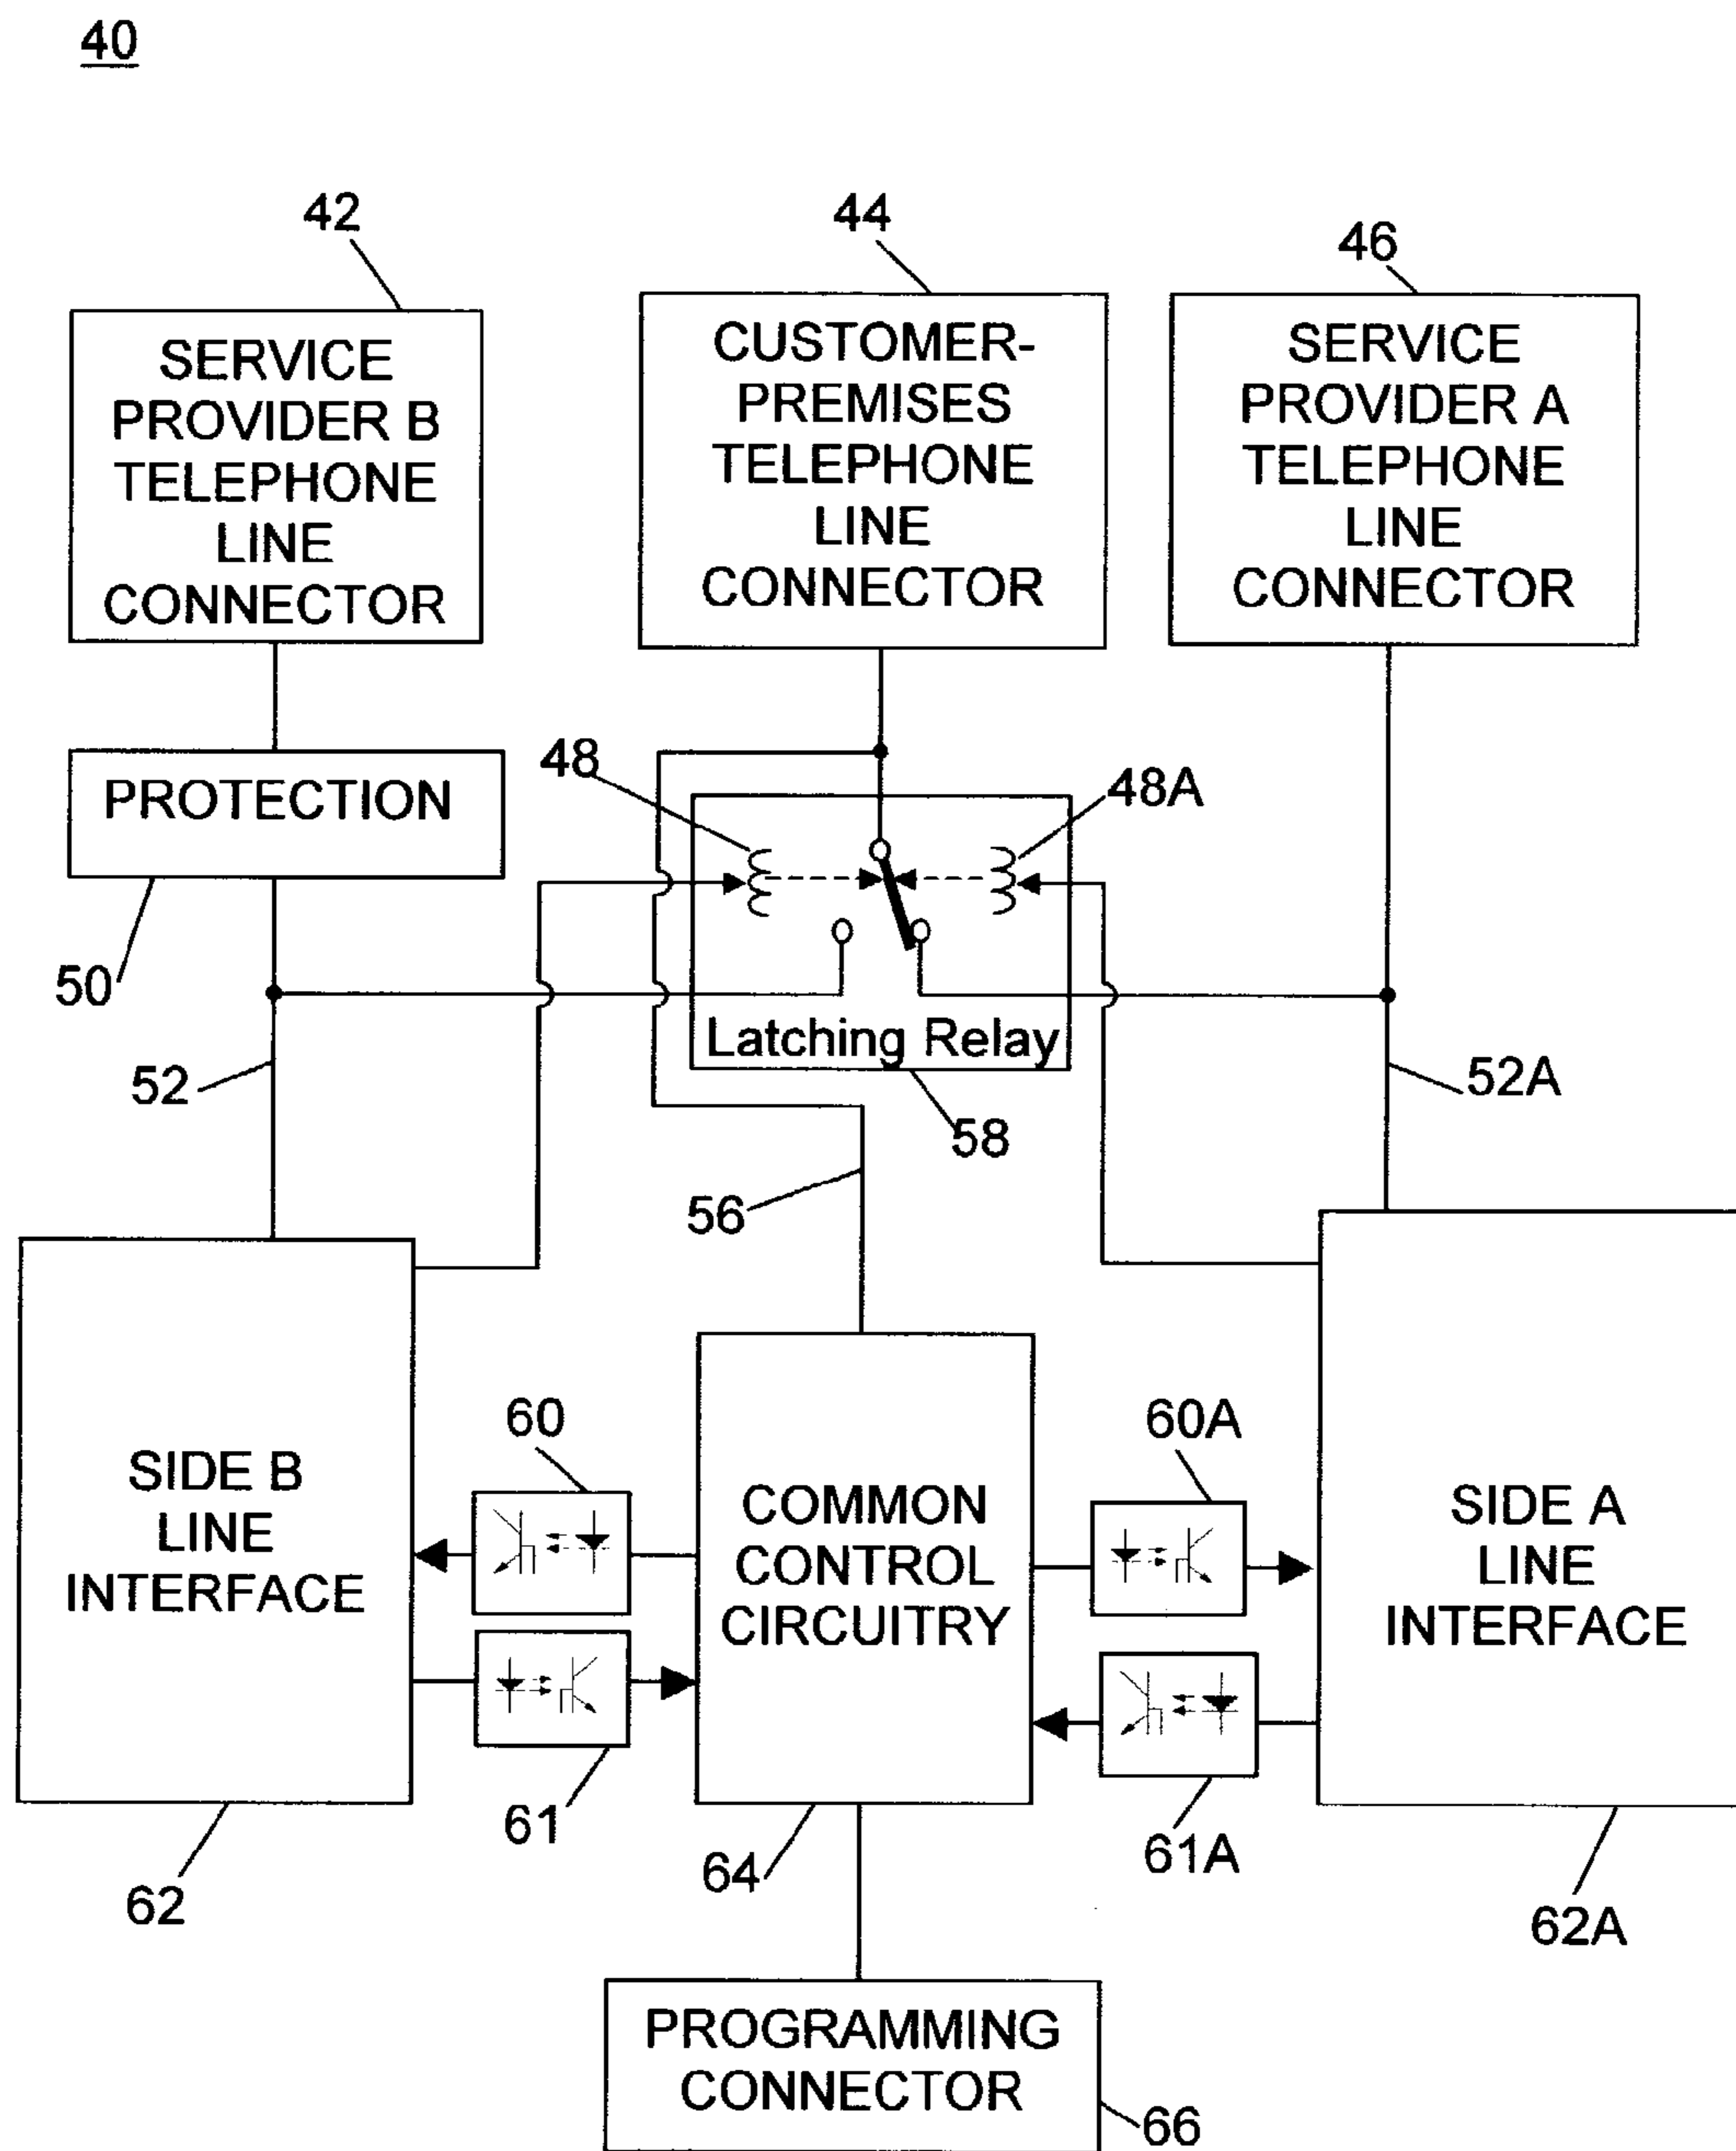 40
42
44
46
SERVICE
PROVIDER B
TELEPHONE
LINE
CONNECTOR
CUSTOMER-
PREMISES
TELEPHONE
LINE
CONNECTOR
SERVICE
PROVIDER A
TELEPHONE
LINE
CONNECTOR
PROTECTION
48
48A
50
Latching Relay
52
52A
58
56
SIDE B
LINE
INTERFACE
60
60A
COMMON
CONTROL
CIRCUITRY
SIDE A
LINE
INTERFACE
61
61A
62
64
62A
PROGRAMMING
CONNECTOR
66